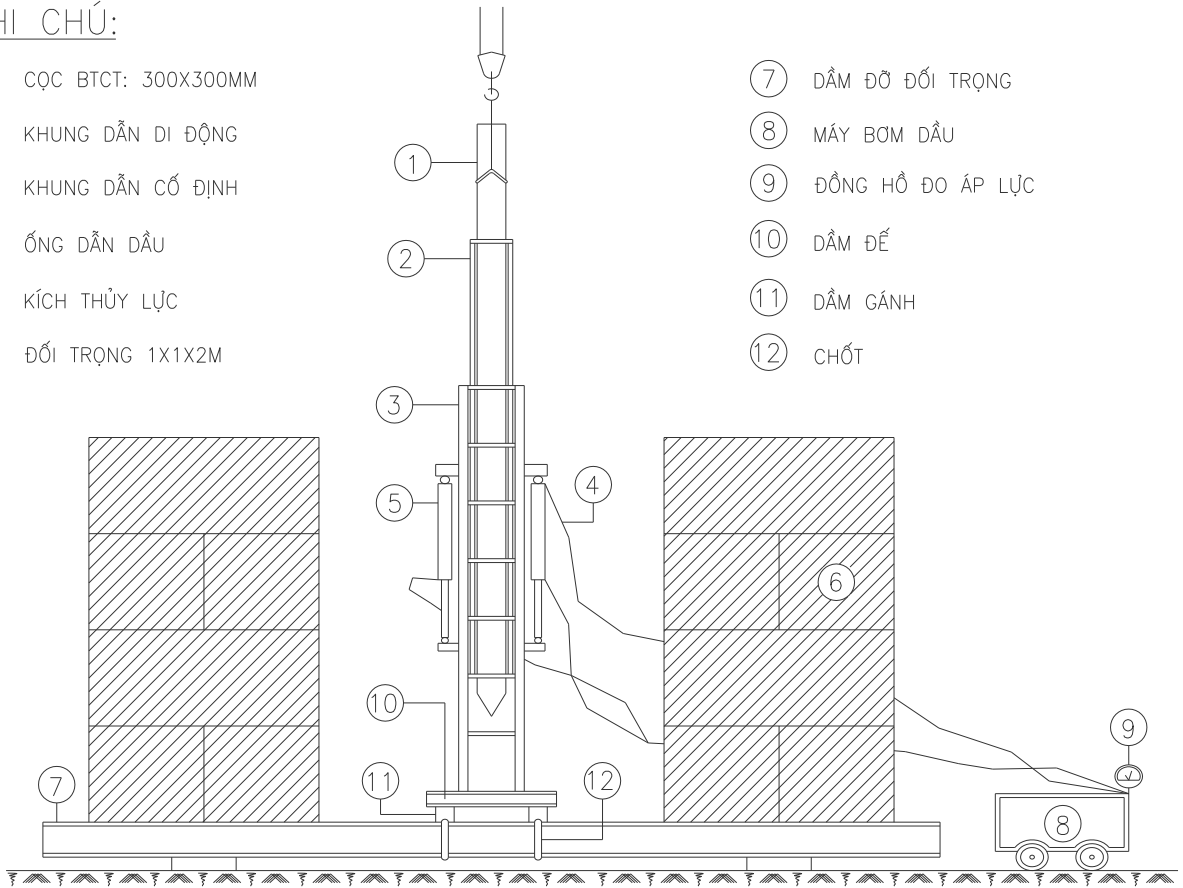 HI CHÚ:
CỌC BTCT: 300X300MM
KHUNG DẪN DI ĐỘNG
KHUNG DẪN CỐ ĐỊNH
ỐNG DẪN DẦU
KÍCH THỦY LỰC
ĐỐI TRỌNG 1X1X2M
7 DẦM ĐỠ ĐỐI TRỌNG
8 MÁY BƠM DẦU
9 ĐỒNG HỒ ĐO ÁP LỰC
10 DẦM ĐẾ
11 DẦM GÁNH
12 CHỐT
1
2
3
5
4
6
10
9
7
11
12
8